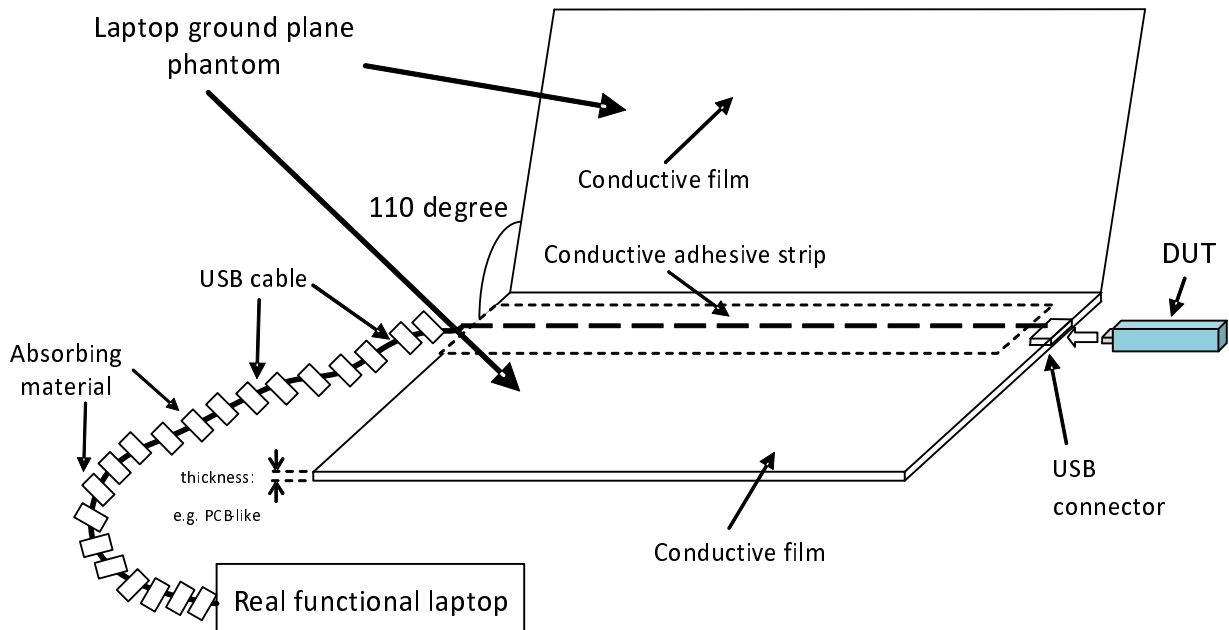 Laptop ground plane
phantom
Conductive film
110 degree
Conductive adhesive strip
DUT
USB cable
Absorbing
material
thickness:
e.g. PCB-like
USB
connector
Conductive film
Real functional laptop